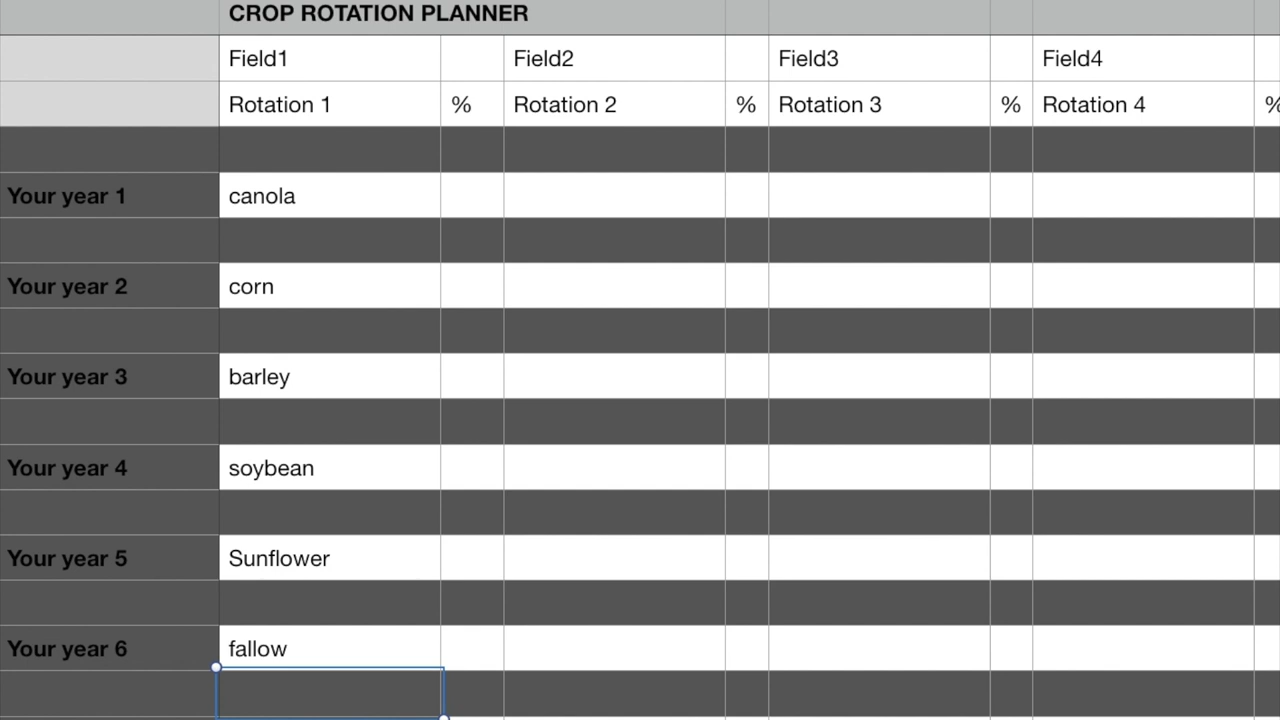 CROP ROTATION PLANNER
Field1 Field2 Field3 Field4
Rotation 1 % Rotation 2 % Rotation 3 % Rotation 4 %
Your year 1 canola
Your year 2 corn
Your year 3 barley
Your year 4 soybean
Your year 5 Sunflower
Your year 6 fallow